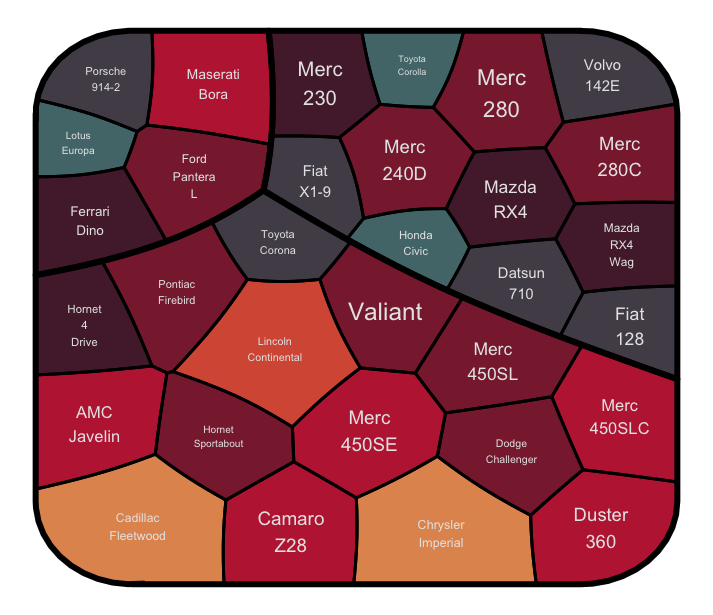 Porsche
914-2
Maserati
Bora
Merc
230
Toyota
Corolla
Merc
280
Volvo
142E
Lotus
Europa
Ford
Pantera
L
Fiat
X1-9
Merc
240D
Merc
280C
Mazda
RX4
Ferrari
Dino
Toyota
Corona
Honda
Civic
Mazda
RX4
Wag
Datsun
710
Pontiac
Firebird
Hornet
4
Drive
Valiant
Fiat
128
Lincoln
Continental
Merc
450SL
AMC
Javelin
Hornet
Sportabout
Merc
450SE
Merc
450SLC
Dodge
Challenger
Cadillac
Fleetwood
Camaro
Z28
Chrysler
Imperial
Duster
360